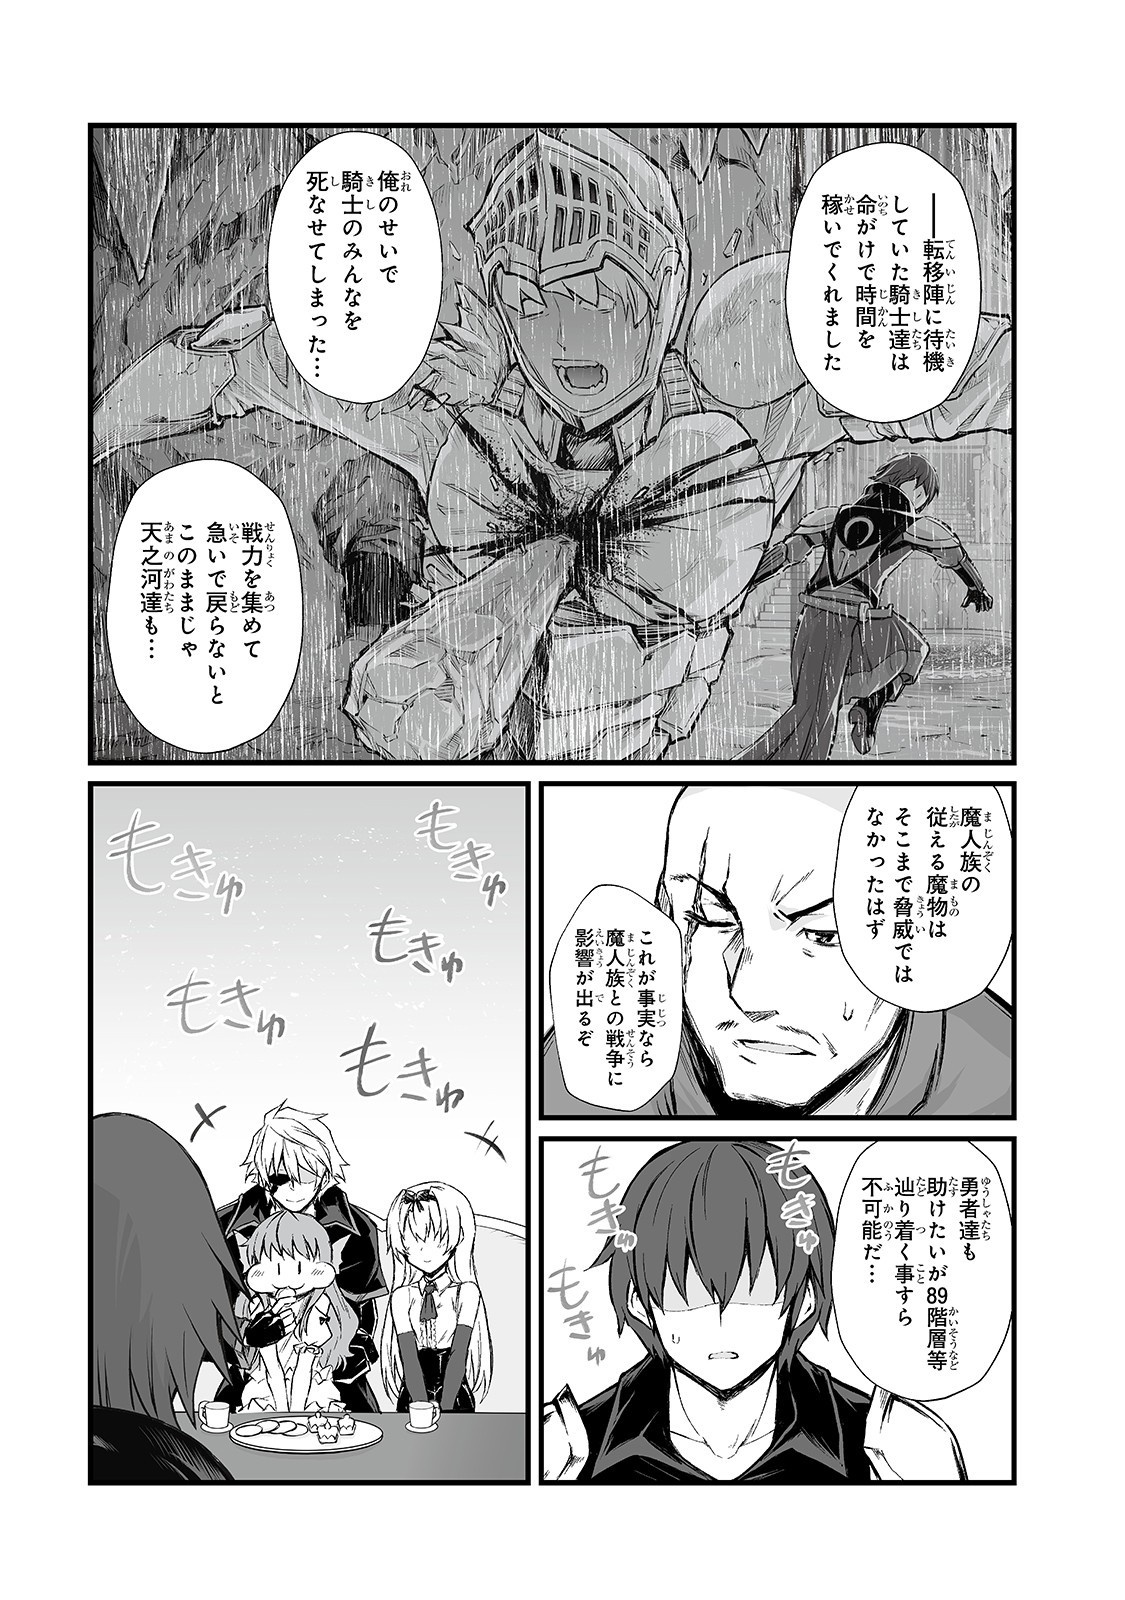 ――転移陣に待機
していた騎士達は
命がけで時間を
稼いでくれました
俺のせいで
騎士のみんなを
死なせてしまった…
戦力を集めて
急いで戻らないと
このままじゃ
天之河達も…
魔人族の
従える魔物は
そこまで脅威では
なかったはず
これが事実なら
魔人族との戦争に
影響が出るぞ
勇者達も
助けたいが89階層等
辿り着く事すら
不可能だ…
もきゅ
もきゅ
もきゅ
もきゅ
もきゅ
もきゅ
もきゅ
もきゅ